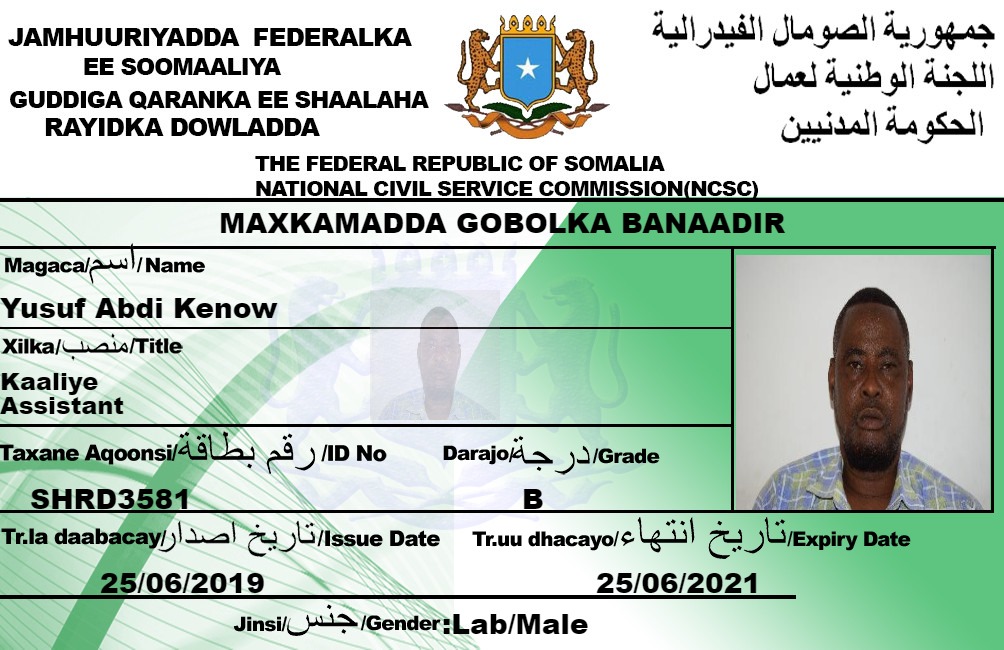 JAMHUURIYADDA FEDERALKA
EE SOOMAALIYA
GUDDIGA QARANKA EE SHAALAHA
RAYIDKA DOWLADDA
جمهورية الصومال الفيدرالية
اللجنة الوطنية لعمال
الحكومة المدنيين
THE FEDERAL REPUBLIC OF SOMALIA
NATIONAL CIVIL SERVICE COMMISSION(NCSC)
MAXKAMADDA GOBOLKA BANAADIR
Magaca/اسم/Name
Yusuf Abdi Kenow
Xilka/منصب/Title
Kaaliye
Assistant
Taxane Aqoonsi/رقم بطاقة/ID No
Darajo/درجة/Grade
SHRD3581
B
Tr.la daabacay/تاريخ اصدار/Issue Date
Tr.uu dhacayo/تاريخ انتهاء/Expiry Date
25/06/2019
25/06/2021
Jinsi/جنس/Gender:Lab/Male